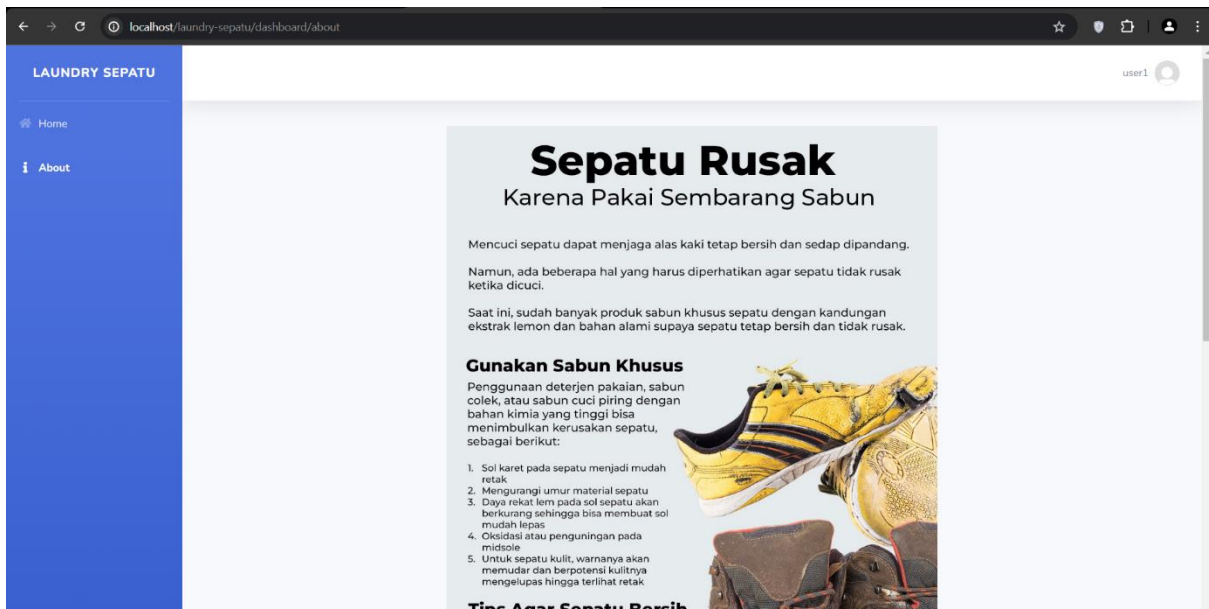 localhost/laundry-sepatu/dashboard/about
LAUNDRY SEPATU
user1
Home
About
Sepatu Rusak
Karena Pakai Sembarang Sabun
Mencuci sepatu dapat menjaga alas kaki tetap bersih dan sedap dipandang.
Namun, ada beberapa hal yang harus diperhatikan agar sepatu tidak rusak
ketika dicuci.
Saat ini, sudah banyak produk sabun khusus sepatu dengan kandungan
ekstrak lemon dan bahan alami supaya sepatu tetap bersih dan tidak rusak.
Gunakan Sabun Khusus
Penggunaan deterjen pakaian, sabun
colek, atau sabun cuci piring dengan
bahan kimia yang tinggi bisa
menimbulkan kerusakan sepatu,
sebagai berikut:
1. Sol karet pada sepatu menjadi mudah
retak
2. Mengurangi umur material sepatu
3. Daya rekat lem pada sol sepatu akan
berkurang sehingga bisa membuat sol
mudah lepas
4. Oksidasi atau penguningan pada
midsole
5. Untuk sepatu kulit, warnanya akan
memudar dan berpotensi kulitnya
mengelupas hingga terlihat retak
Tips Agar Sepatu Bersih